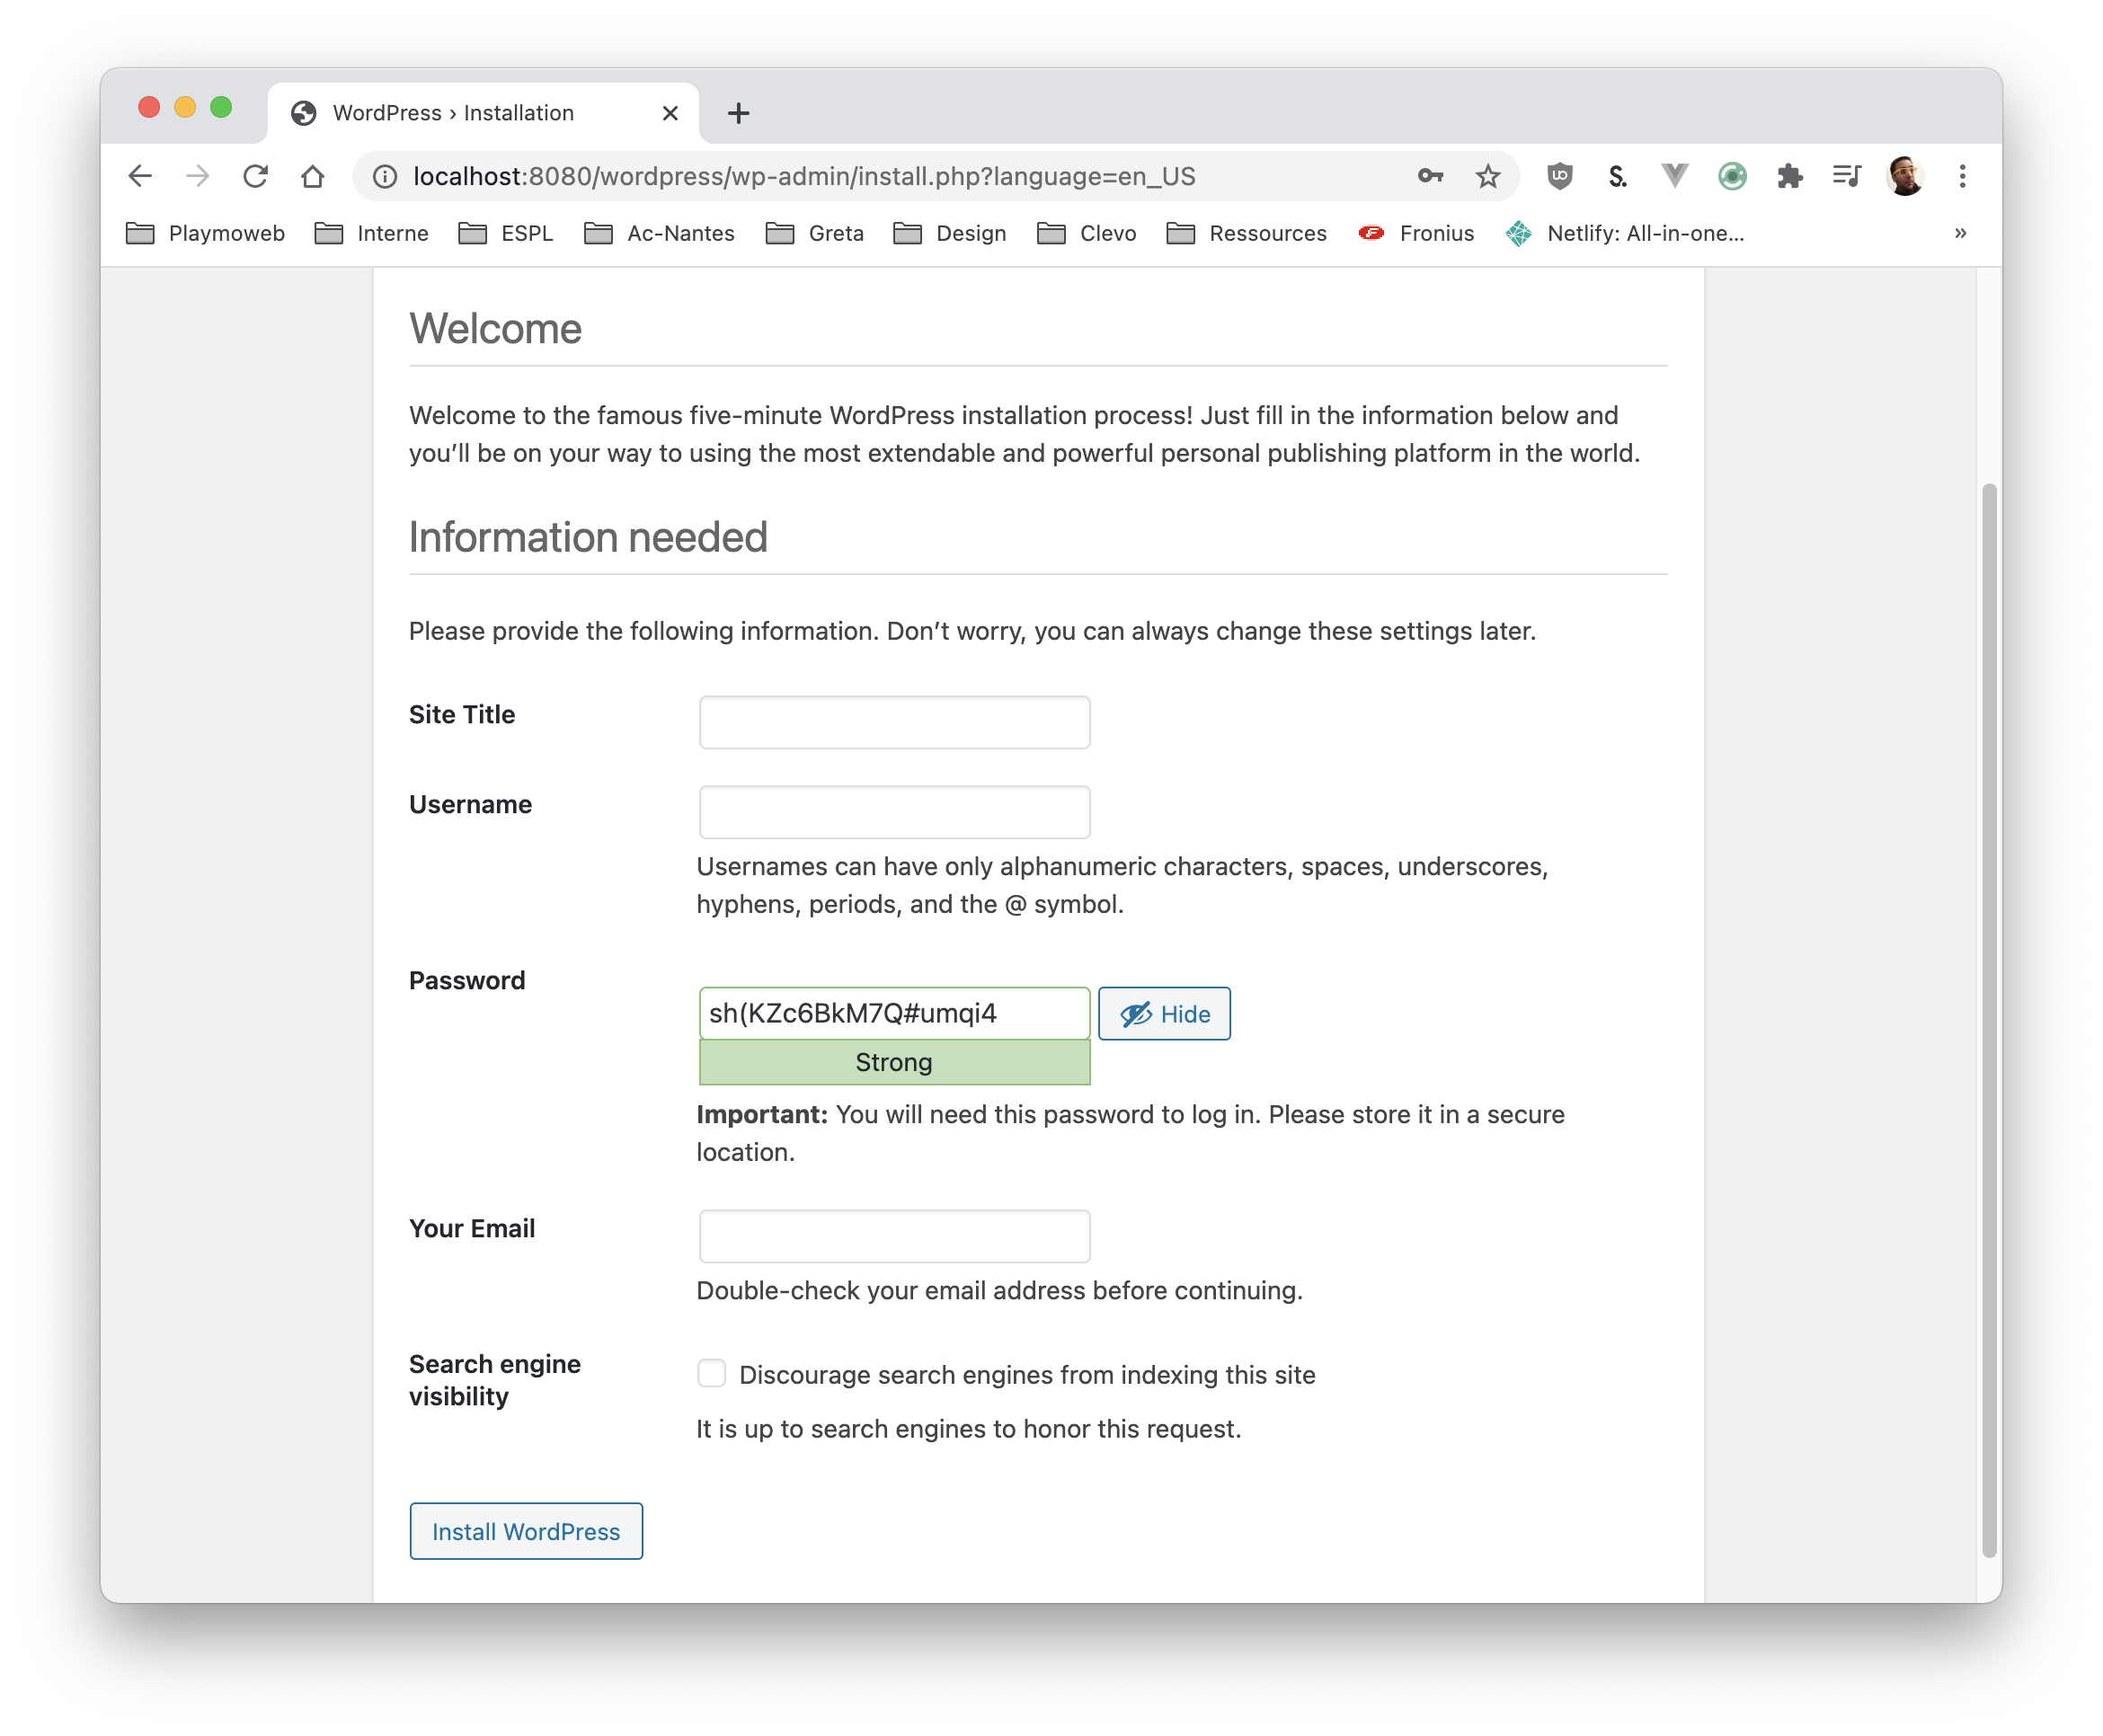 WordPress › Installation
localhost:8080/wordpress/wp-admin/install.php?language=en_US
UO
S.
Playmoweb
Interne
ESPL
Ac-Nantes
Greta
Design
Clevo
Ressources
Fronius
Netlify: All-in-one...
»
Welcome
Welcome to the famous five-minute WordPress installation process! Just fill in the information below and
you’ll be on your way to using the most extendable and powerful personal publishing platform in the world.
Information needed
Please provide the following information. Don’t worry, you can always change these settings later.
Site Title
Username
Usernames can have only alphanumeric characters, spaces, underscores,
hyphens, periods, and the @ symbol.
Password
sh(KZc6BkM7Q#umqi4
Hide
Strong
Important: You will need this password to log in. Please store it in a secure
location.
Your Email
Double-check your email address before continuing.
Search engine
visibility
Discourage search engines from indexing this site
It is up to search engines to honor this request.
Install WordPress